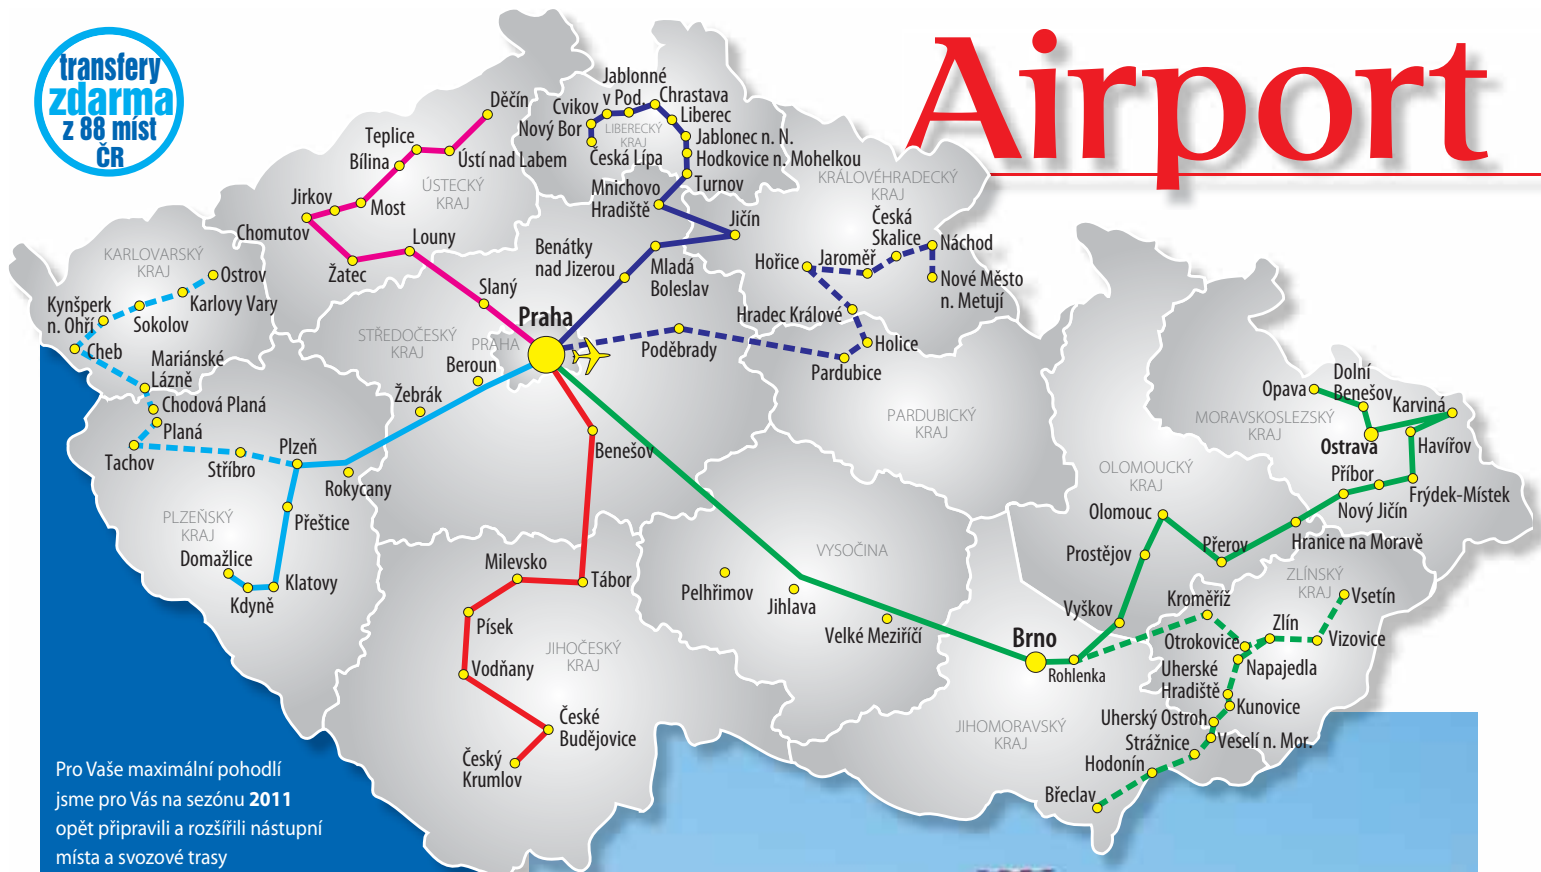 transfery
zdarma
z 88 míst
ČR
Airport
Děčín
Teplice
Bílina
Ústí nad Labem
ÚSTECKÝ
KRAJ
Jirkov
Most
Chomutov
Louny
Žatec
Slaný
Jablonné
v Pod.
Cvikov
Chrastava
Nový Bor
Liberec
LIBERECKÝ
KRAJ
Jablonec n. N.
Česká Lípa
Hodkovice n. Mohelkou
Turnov
Mnichovo
Hradiště
KRÁLOVÉHRADECKÝ
KRAJ
Jičín
Benátky
nad Jizerou
Mladá
Boleslav
Česká
Skalice
Náchod
Hořice
Jaroměř
Nové Město
n. Metují
Hradec Králové
Holice
Pardubice
Poděbrady
KARLOVARSKÝ
KRAJ
Ostrov
Karlovy Vary
Kynšperk
n. Ohří
Sokolov
Cheb
Mariánské
Lázně
Chodová Planá
Planá
Tachov
Stříbro
Plzeň
Rokycany
STŘEDOČESKÝ
KRAJ
PRAHA
Praha
Beroun
Žebrák
PLZEŇSKÝ
KRAJ
Přeštice
Domažlice
Klatovy
Kdyně
Benešov
PARDUBICKÝ
KRAJ
Milevsko
Tábor
Písek
JIHOČESKÝ
KRAJ
Vodňany
České
Budějovice
Český
Krumlov
VYSOČINA
Pelhřimov
Jihlava
Velké Meziříčí
Brno
Rohlenka
JIHOMORAVSKÝ
KRAJ
Vyškov
Prostějov
Olomouc
OLOMOUCKÝ
KRAJ
Přerov
Hranice na Moravě
Opava
Dolní
Benešov
Karviná
MORAVSKOSLEZSKÝ
KRAJ
Ostrava
Havířov
Příbor
Nový Jičín
Frýdek-Místek
ZLÍNSKÝ
KRAJ
Kroměříž
Vsetín
Zlín
Otrokovice
Vizovice
Napajedla
Uherské
Hradiště
Kunovice
Uherský Ostroh
Veselí n. Mor.
Strážnice
Hodonín
Břeclav
Pro Vaše maximální pohodlí
jsme pro Vás na sezónu 2011
opět připravili a rozšířili nástupní
místa a svozové trasy